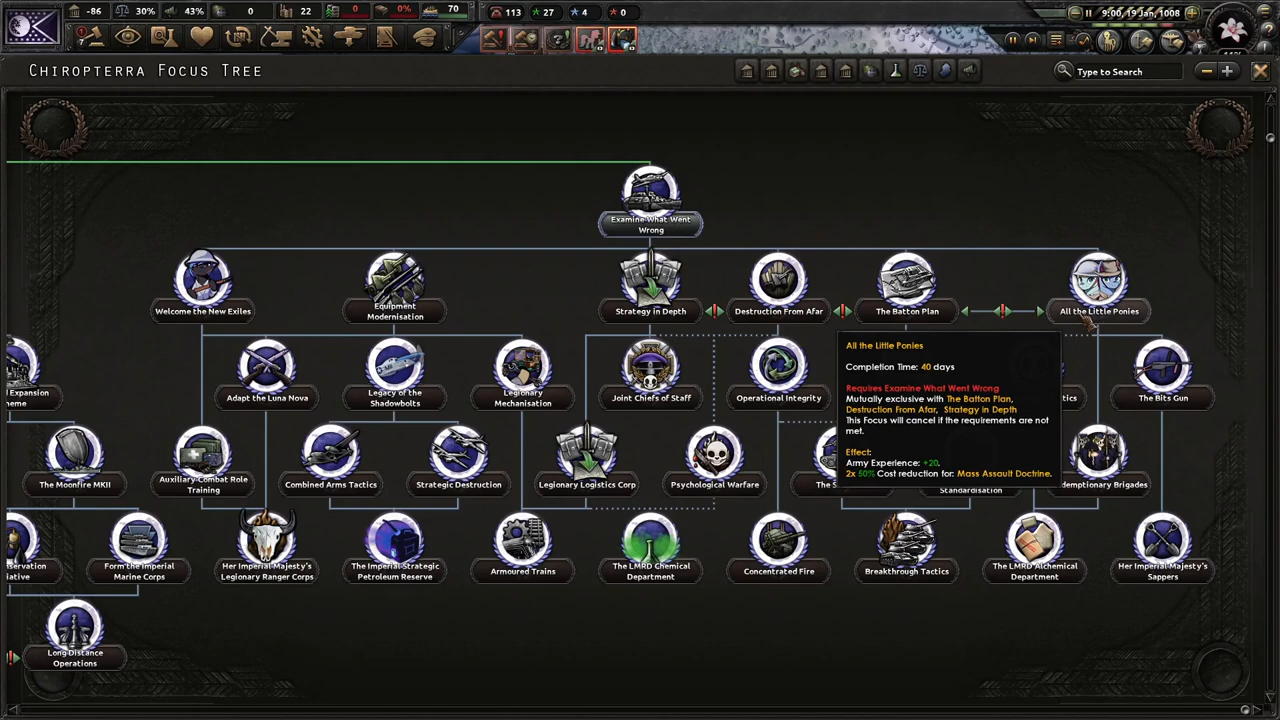 -86 30% 43% 0 22 0 0% 70 113 27 4 0 9:00, 19 Jan, 1008
Chiropterra Focus Tree
Type to Search
Examine What Went
Wrong
Welcome the New Exiles
Equipment
Modernisation
Strategy in Depth
Destruction From Afar
The Batton Plan
All the Little Ponies
All the Little Ponies
Completion Time: 40 days
Requires Examine What Went Wrong
Mutually exclusive with The Batton Plan,
Destruction From Afar, Strategy in Depth
This Focus will cancel if the requirements are not
met.
Effect:
Army Experience: +20.
2x 50% Cost reduction for: Mass Assault Doctrine.
Expansion
Adapt the Luna Nova
Legacy of the
Shadowbolts
Legionary
Mechanisation
Joint Chiefs of Staff
Operational Integrity
The Bits Gun
The Moonfire MKII
Auxiliary Combat Role
Training
Combined Arms Tactics
Strategic Destruction
Legionary Logistics Corp
Psychological Warfare
Standardisation
Brigades
Form the Imperial
Marine Corps
Her Imperial Majesty's
Legionary Ranger Corps
The Imperial Strategic
Petroleum Reserve
Armoured Trains
The LMRD Chemical
Department
Concentrated Fire
Breakthrough Tactics
The LMRD Alchemical
Department
Her Imperial Majesty's
Sappers
Long Distance
Operations